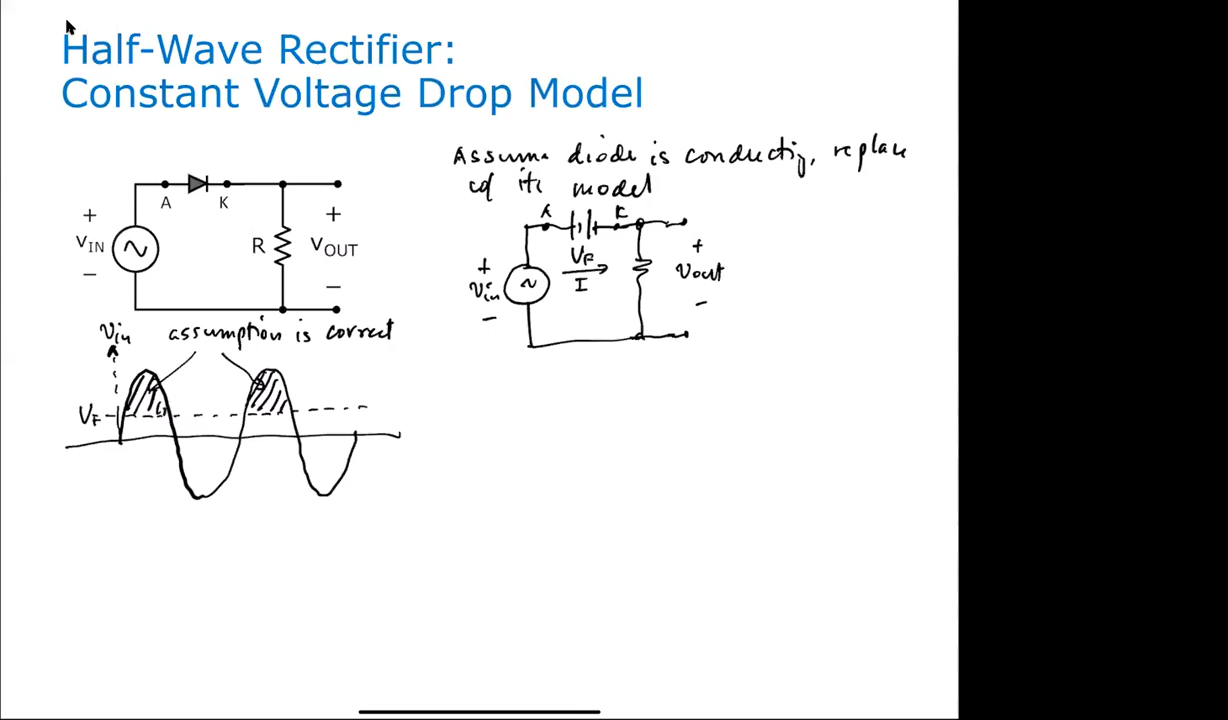 Half-Wave Rectifier:
Constant Voltage Drop Model
Assume diode is conducting, replace
w/ its model
A K
+
VIN
−
R
+
VOUT
−
A K
VF
I
+
Vin
−
+
Vout
−
Vin assumption is correct
VF